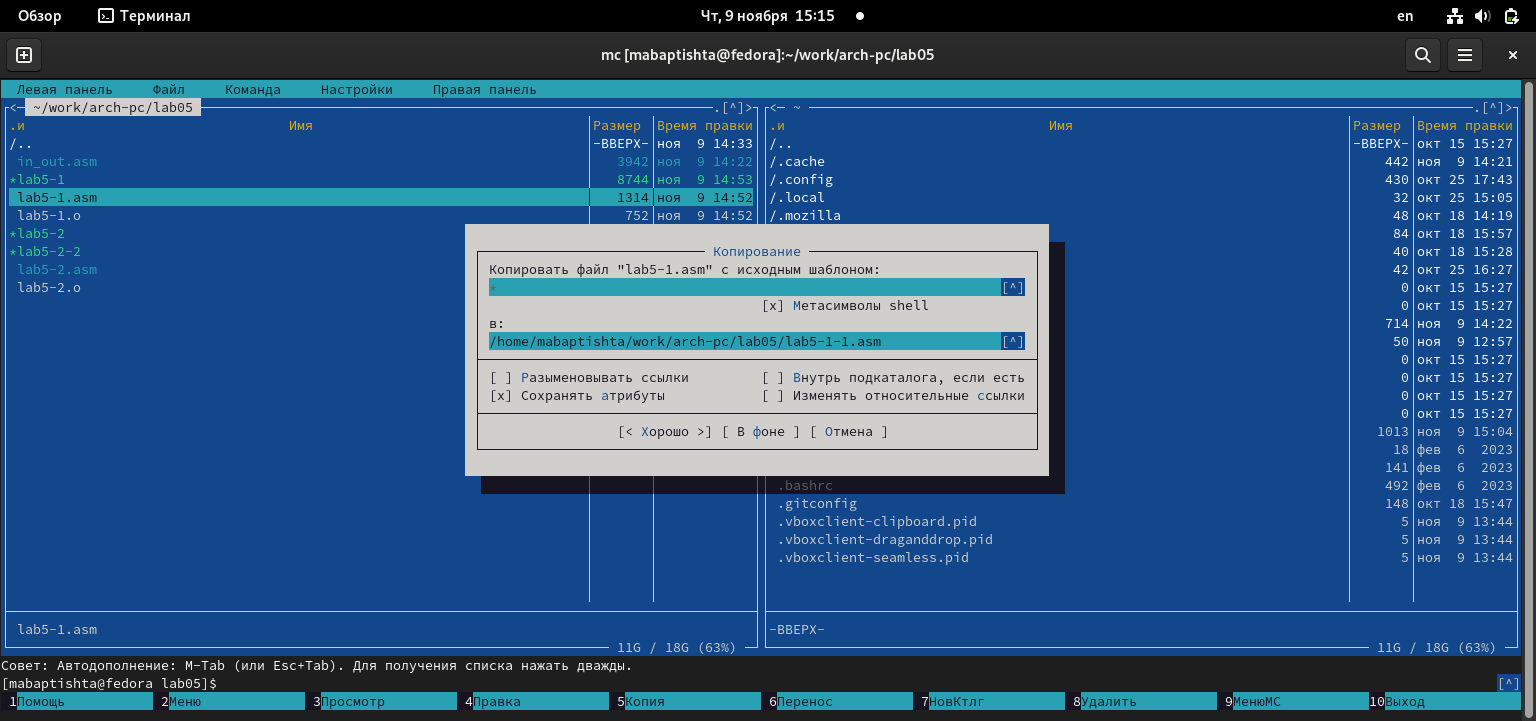 Обзор Терминал Чт, 9 ноября 15:15 en
mc [mabaptishta@fedora]:~/work/arch-pc/lab05
Левая панель Файл Команда Настройки Правая панель
<─ ~/work/arch-pc/lab05 .[^]> <─ ~ .[^]>
.и Имя Размер Время правки .и Имя Размер Время правки
/.. -ВВЕРХ- ноя 9 14:33 /.. -ВВЕРХ- окт 15 15:27
in_out.asm 3942 ноя 9 14:22 /.cache 442 ноя 9 14:21
*lab5-1 8744 ноя 9 14:53 /.config 430 окт 25 17:43
lab5-1.asm 1314 ноя 9 14:52 /.local 32 окт 25 15:05
lab5-1.o 752 ноя 9 14:52 /.mozilla 48 окт 18 14:19
*lab5-2 84 окт 18 15:57
*lab5-2-2 40 окт 18 15:28
lab5-2.asm 42 окт 25 16:27
lab5-2.o 0 окт 15 15:27
0 окт 15 15:27
714 ноя 9 14:22
50 ноя 9 12:57
0 окт 15 15:27
0 окт 15 15:27
0 окт 15 15:27
0 окт 15 15:27
1013 ноя 9 15:04
18 фев 6 2023
141 фев 6 2023
.bashrc 492 фев 6 2023
.gitconfig 148 окт 18 15:47
.vboxclient-clipboard.pid 5 ноя 9 13:44
.vboxclient-draganddrop.pid 5 ноя 9 13:44
.vboxclient-seamless.pid 5 ноя 9 13:44
Копирование
Копировать файл "lab5-1.asm" с исходным шаблоном:
* [^]
[x] Метасимволы shell
в:
/home/mabaptishta/work/arch-pc/lab05/lab5-1-1.asm [^]
[ ] Разыменовывать ссылки [ ] Внутрь подкаталога, если есть
[x] Сохранять атрибуты [ ] Изменять относительные ссылки
[< Хорошо >] [ В фоне ] [ Отмена ]
lab5-1.asm -ВВЕРХ-
11G / 18G (63%) 11G / 18G (63%)
Совет: Автодополнение: M-Tab (или Esc+Tab). Для получения списка нажать дважды.
[mabaptishta@fedora lab05]$ [^]
1Помощь 2Меню 3Просмотр 4Правка 5Копия 6Перенос 7НовКтлг 8Удалить 9МенюMC 10Выход